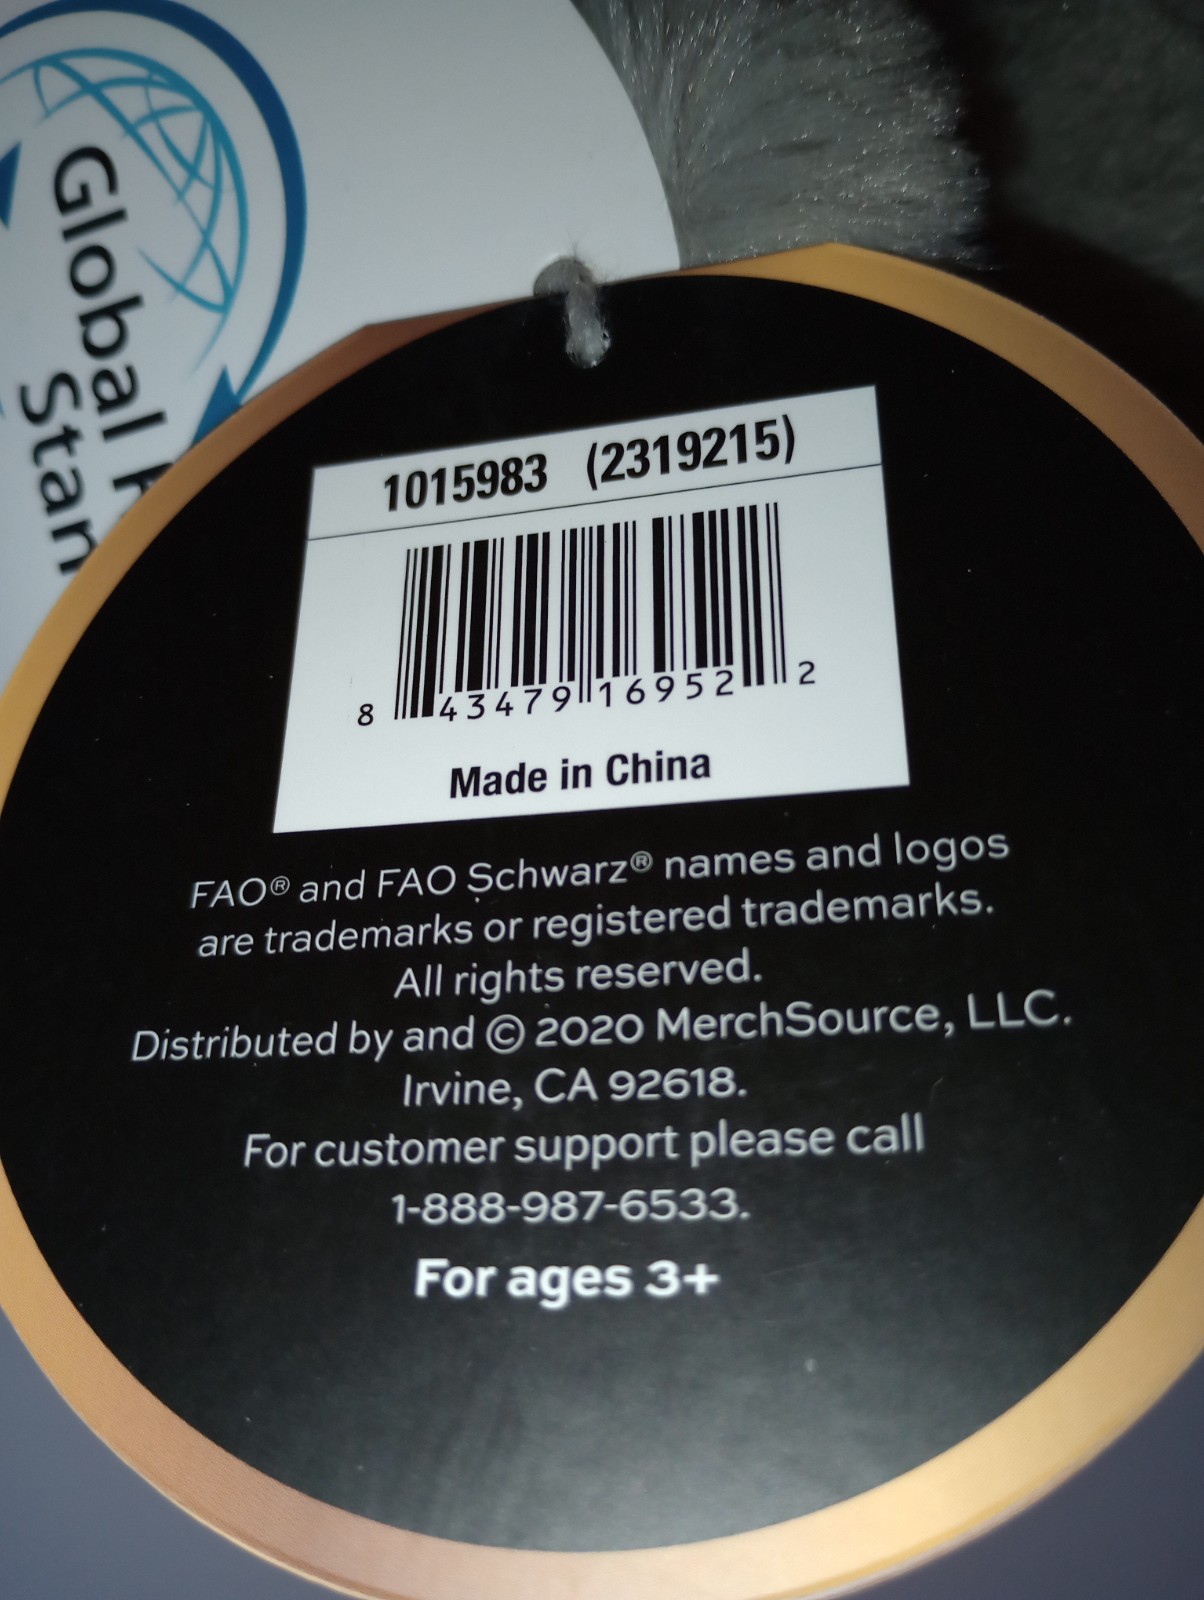 Global
Stan
1015983 (2319215)
8 43479 16952 2
Made in China
FAO® and FAO Schwarz® names and logos
are trademarks or registered trademarks.
All rights reserved.
Distributed by and © 2020 MerchSource, LLC.
Irvine, CA 92618.
For customer support please call
1-888-987-6533.
For ages 3+